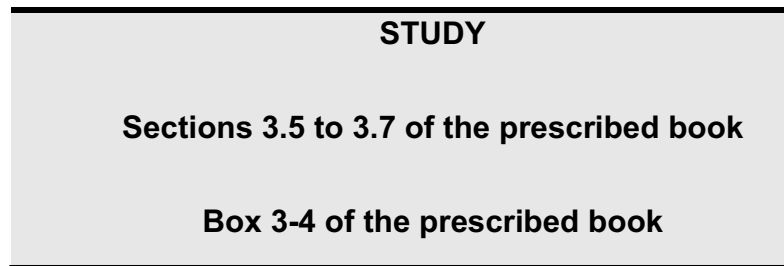 STUDY
Sections 3.5 to 3.7 of the prescribed book
Box 3-4 of the prescribed book